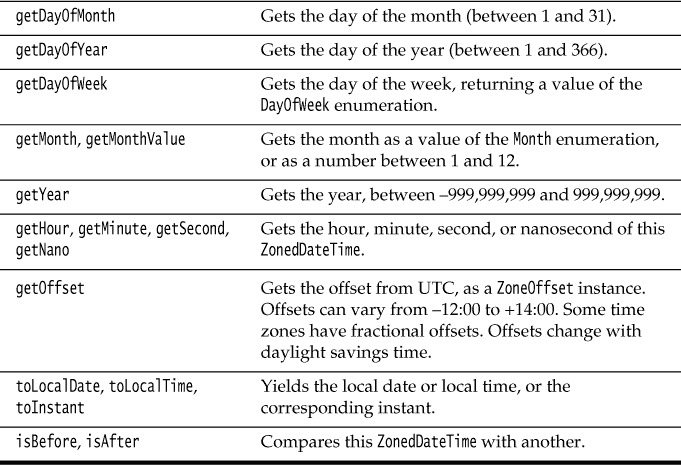 getDayOfMonth Gets the day of the month (between 1 and 31).
getDayOfYear Gets the day of the year (between 1 and 366).
getDayOfWeek Gets the day of the week, returning a value of the
DayOfWeek enumeration.
getMonth, getMonthValue Gets the month as a value of the Month enumeration,
or as a number between 1 and 12.
getYear Gets the year, between –999,999,999 and 999,999,999.
getHour, getMinute, getSecond, Gets the hour, minute, second, or nanosecond of this
getNano ZonedDateTime.
getOffset Gets the offset from UTC, as a ZoneOffset instance.
Offsets can vary from –12:00 to +14:00. Some time
zones have fractional offsets. Offsets change with
daylight savings time.
toLocalDate, toLocalTime, Yields the local date or local time, or the
toInstant corresponding instant.
isBefore, isAfter Compares this ZonedDateTime with another.